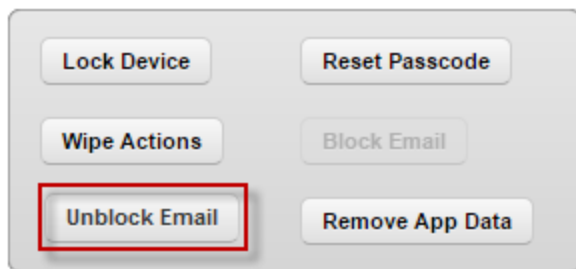 Lock Device
Reset Passcode
Wipe Actions
Block Email
Unblock Email
Remove App Data